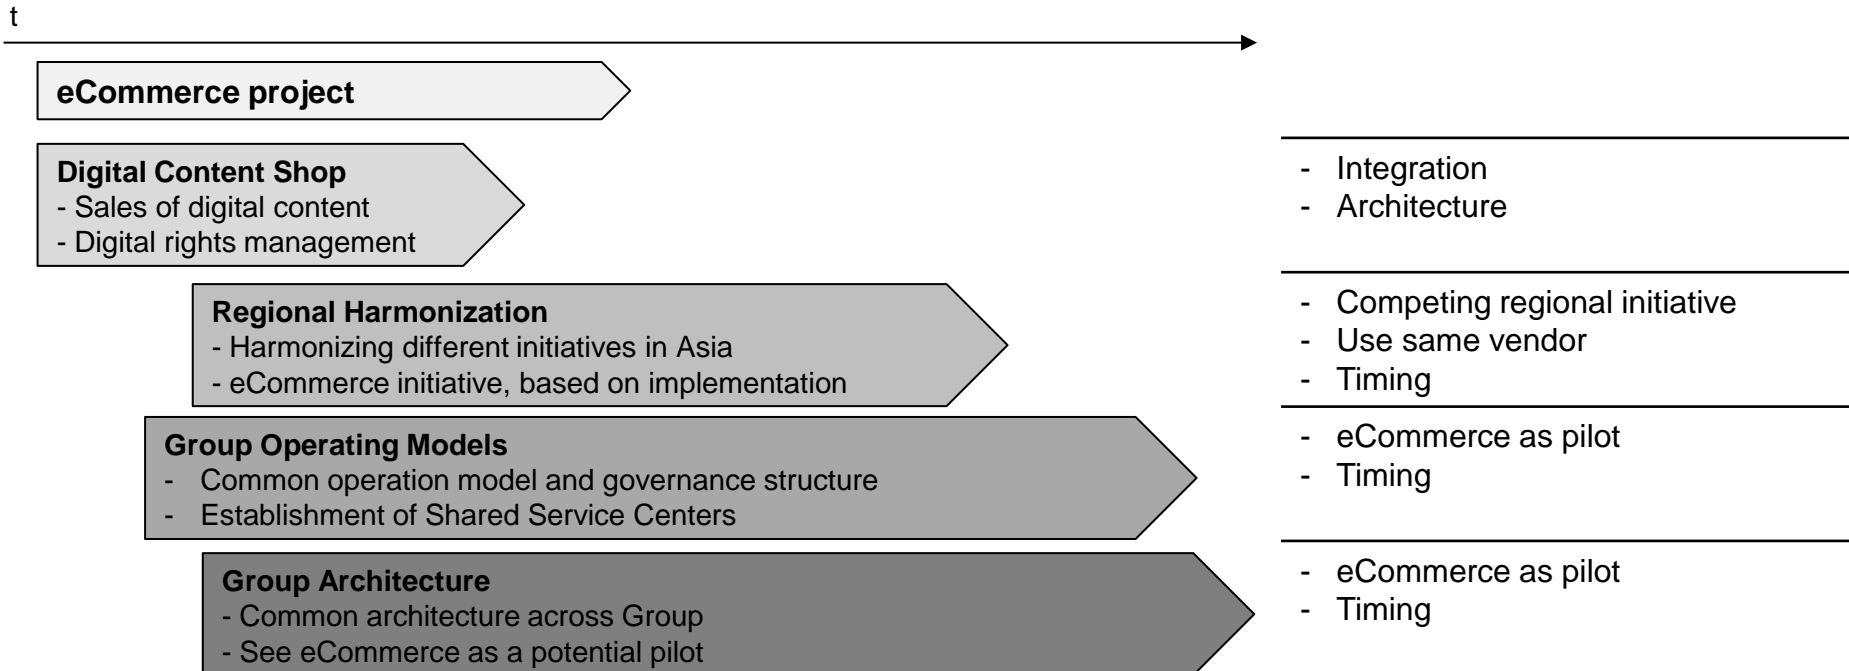 t
eCommerce project
Digital Content Shop
- Sales of digital content
- Digital rights management
- Integration
- Architecture
Regional Harmonization
- Harmonizing different initiatives in Asia
- eCommerce initiative, based on implementation
- Competing regional initiative
- Use same vendor
- Timing
Group Operating Models
- Common operation model and governance structure
- Establishment of Shared Service Centers
- eCommerce as pilot
- Timing
Group Architecture
- Common architecture across Group
- See eCommerce as a potential pilot
- eCommerce as pilot
- Timing